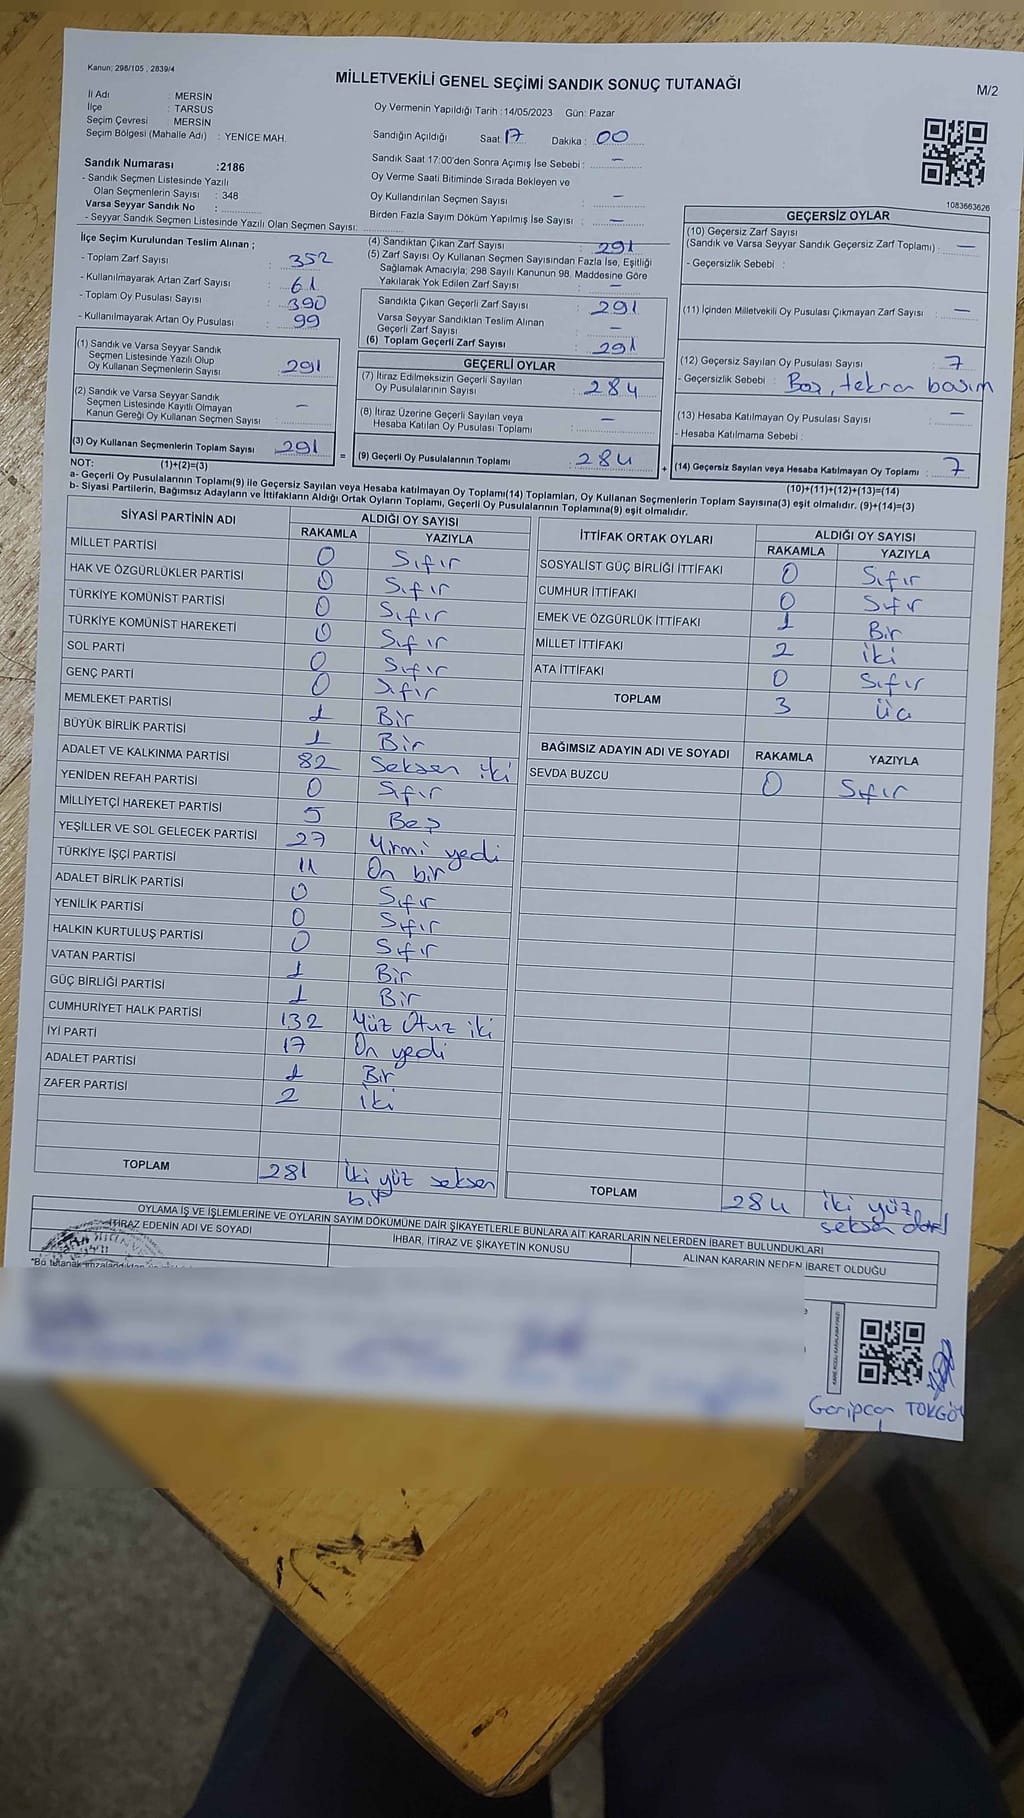 Kanun; 298/105 , 2839/4
MİLLETVEKİLİ GENEL SEÇİMİ SANDIK SONUÇ TUTANAĞI
M/2
İl Adı : MERSİN
İlçe : TARSUS
Seçim Çevresi : MERSİN
Seçim Bölgesi (Mahalle Adı) : YENİCE MAH.
Oy Vermenin Yapıldığı Tarih : 14/05/2023 Gün: Pazar
Sandığın Açıldığı Saat 17 Dakika : 00
Sandık Saat 17:00'den Sonra Açımış İse Sebebi : –
Oy Verme Saati Bitiminde Sırada Bekleyen ve
Oy Kullandırılan Seçmen Sayısı : –
Birden Fazla Sayım Döküm Yapılmış İse Sayısı : –
Sandık Numarası : 2186
- Sandık Seçmen Listesinde Yazılı
Olan Seçmenlerin Sayısı : 348
Varsa Seyyar Sandık No :
- Seyyar Sandık Seçmen Listesinde Yazılı Olan Seçmen Sayısı:
1083663626
İlçe Seçim Kurulundan Teslim Alınan ;
- Toplam Zarf Sayısı : 352
- Kullanılmayarak Artan Zarf Sayısı : 61
- Toplam Oy Pusulası Sayısı : 390
- Kullanılmayarak Artan Oy Pusulası : 99
(1) Sandık ve Varsa Seyyar Sandık
Seçmen Listesinde Yazılı Olup
Oy Kullanan Seçmenlerin Sayısı : 291
(2) Sandık ve Varsa Seyyar Sandık
Seçmen Listesinde Kayıtlı Olmayan
Kanun Gereği Oy Kullanan Seçmen Sayısı : –
(3) Oy Kullanan Seçmenlerin Toplam Sayısı : 291
(1)+(2)=(3)
(4) Sandıktan Çıkan Zarf Sayısı : 291
(5) Zarf Sayısı Oy Kullanan Seçmen Sayısından Fazla İse, Eşitliği
Sağlamak Amacıyla; 298 Sayılı Kanunun 98. Maddesine Göre
Yakılarak Yok Edilen Zarf Sayısı : –
Sandıkta Çıkan Geçerli Zarf Sayısı : 291
Varsa Seyyar Sandıktan Teslim Alınan
Geçerli Zarf Sayısı : –
(6) Toplam Geçerli Zarf Sayısı : 291
GEÇERLİ OYLAR
(7) İtiraz Edilmeksizin Geçerli Sayılan
Oy Pusulalarının Sayısı : 284
(8) İtiraz Üzerine Geçerli Sayılan veya
Hesaba Katılan Oy Pusulası Toplamı : –
= (9) Geçerli Oy Pusulalarının Toplamı : 284
GEÇERSİZ OYLAR
(10) Geçersiz Zarf Sayısı
(Sandık ve Varsa Seyyar Sandık Geçersiz Zarf Toplamı) : –
- Geçersizlik Sebebi :
(11) İçinden Milletvekili Oy Pusulası Çıkmayan Zarf Sayısı : –
(12) Geçersiz Sayılan Oy Pusulası Sayısı : 7
- Geçersizlik Sebebi : Boş, tekrar basım
(13) Hesaba Katılmayan Oy Pusulası Sayısı : –
- Hesaba Katılmama Sebebi :
+ (14) Geçersiz Sayılan veya Hesaba Katılmayan Oy Toplamı : 7
(10)+(11)+(12)+(13)=(14)
NOT:
a- Geçerli Oy Pusulalarının Toplamı(9) ile Geçersiz Sayılan veya Hesaba katılmayan Oy Toplamı(14) Toplamları, Oy Kullanan Seçmenlerin Toplam Sayısına(3) eşit olmalıdır. (9)+(14)=(3)
b- Siyasi Partilerin, Bağımsız Adayların ve İttifakların Aldığı Ortak Oyların Toplamı, Geçerli Oy Pusulalarının Toplamına(9) eşit olmalıdır.
SİYASİ PARTİNİN ADI ALDIĞI OY SAYISI
RAKAMLA YAZIYLA
MİLLET PARTİSİ 0 Sıfır
HAK VE ÖZGÜRLÜKLER PARTİSİ 0 Sıfır
TÜRKİYE KOMÜNİST PARTİSİ 0 Sıfır
TÜRKİYE KOMÜNİST HAREKETİ 0 Sıfır
SOL PARTİ 0 Sıfır
GENÇ PARTİ 0 Sıfır
MEMLEKET PARTİSİ 1 Bir
BÜYÜK BİRLİK PARTİSİ 1 Bir
ADALET VE KALKINMA PARTİSİ 82 Seksen iki
YENİDEN REFAH PARTİSİ 0 Sıfır
MİLLİYETÇİ HAREKET PARTİSİ 5 Beş
YEŞİLLER VE SOL GELECEK PARTİSİ 27 Yirmi yedi
TÜRKİYE İŞÇİ PARTİSİ 11 On bir
ADALET BİRLİK PARTİSİ 0 Sıfır
YENİLİK PARTİSİ 0 Sıfır
HALKIN KURTULUŞ PARTİSİ 0 Sıfır
VATAN PARTİSİ 1 Bir
GÜÇ BİRLİĞİ PARTİSİ 1 Bir
CUMHURİYET HALK PARTİSİ 132 Yüz Otuz iki
İYİ PARTİ 17 On yedi
ADALET PARTİSİ 1 Bir
ZAFER PARTİSİ 2 iki
TOPLAM 281 İki yüz seksen
bir
İTTİFAK ORTAK OYLARI ALDIĞI OY SAYISI
RAKAMLA YAZIYLA
SOSYALİST GÜÇ BİRLİĞİ İTTİFAKI 0 Sıfır
CUMHUR İTTİFAKI 0 Sıfır
EMEK VE ÖZGÜRLÜK İTTİFAKI 1 Bir
MİLLET İTTİFAKI 2 iki
ATA İTTİFAKI 0 Sıfır
TOPLAM 3 üç
BAĞIMSIZ ADAYIN ADI VE SOYADI RAKAMLA YAZIYLA
SEVDA BUZCU 0 Sıfır
TOPLAM 284 iki yüz
seksen dört
OYLAMA İŞ VE İŞLEMLERİNE VE OYLARIN SAYIM DÖKÜMÜNE DAİR ŞİKAYETLERLE BUNLARA AİT KARARLARIN NELERDEN İBARET BULUNDUKLARI
İTİRAZ EDENİN ADI VE SOYADI
İHBAR, İTİRAZ VE ŞİKAYETİN KONUSU
ALINAN KARARIN NEDEN İBARET OLDUĞU